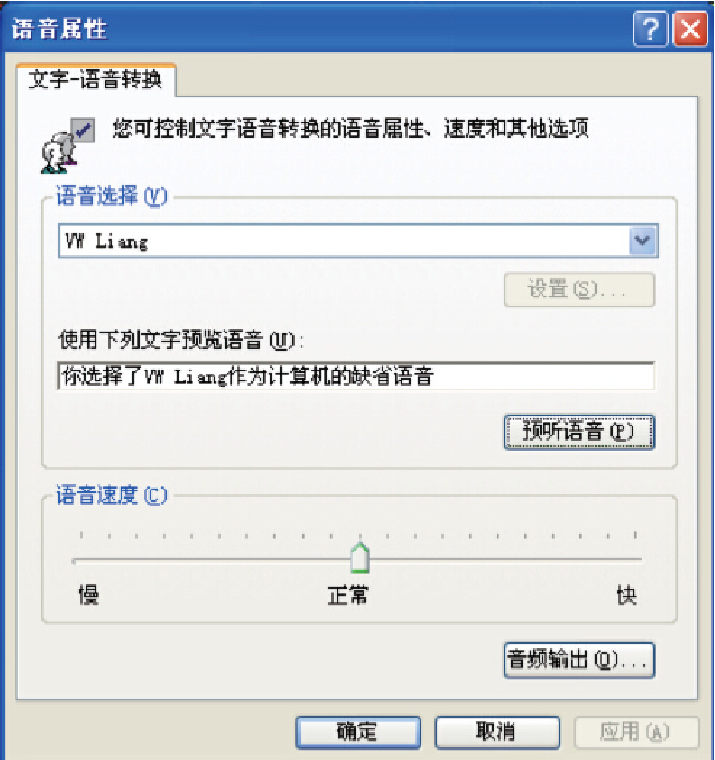 语音属性
文字-语音转换
您可控制文字语音转换的语音属性、速度和其他选项
语音选择(V)
VW Liang
设置(S)...
使用下列文字预览语音(U):
你选择了VW Liang作为计算机的缺省语音
预听语音(P)
语音速度(C)
慢 正常 快
音频输出(O)...
确定 取消 应用(A)